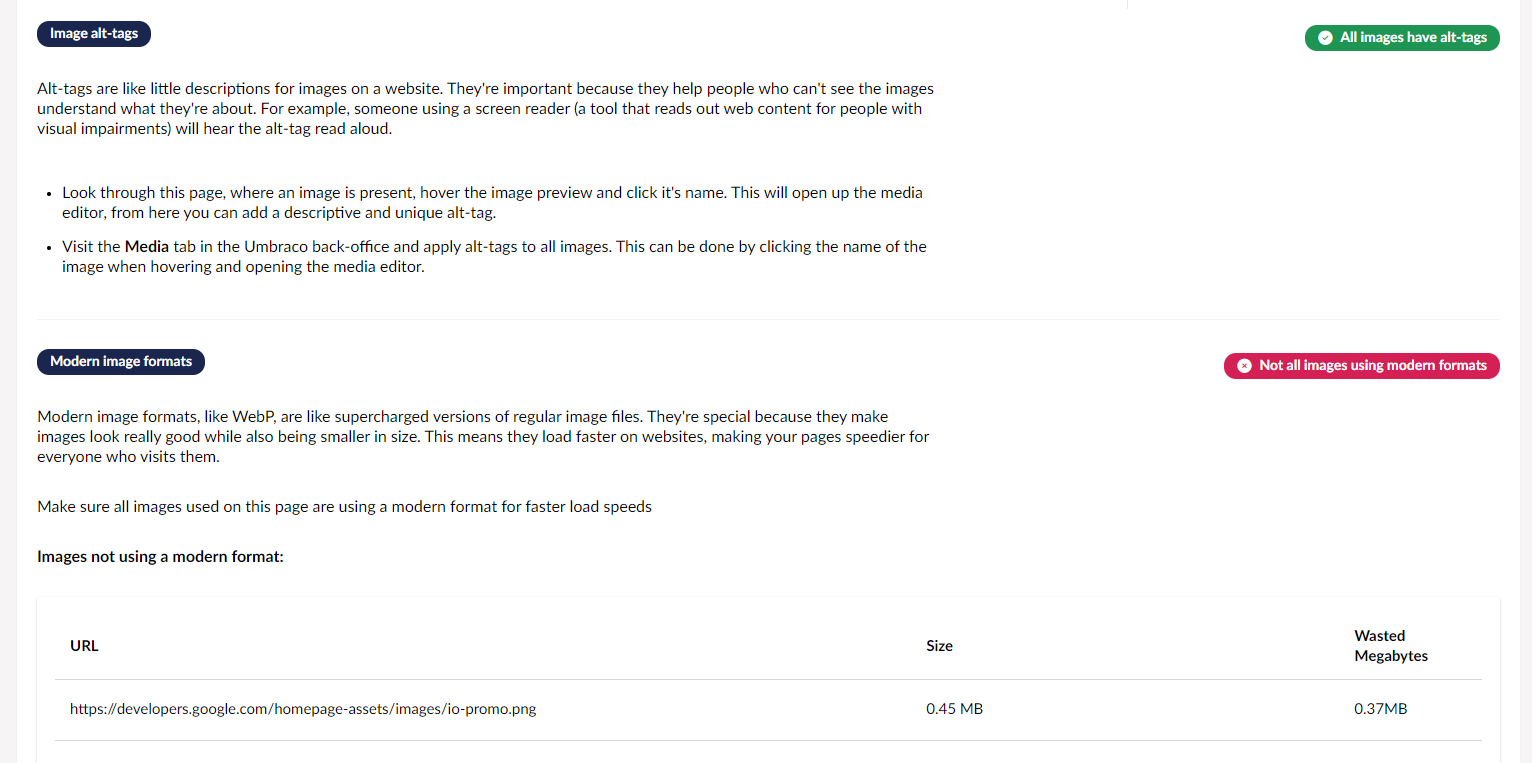 Image alt-tags
All images have alt-tags
Alt-tags are like little descriptions for images on a website. They're important because they help people who can't see the images
understand what they're about. For example, someone using a screen reader (a tool that reads out web content for people with
visual impairments) will hear the alt-tag read aloud.
• Look through this page, where an image is present, hover the image preview and click it's name. This will open up the media
editor, from here you can add a descriptive and unique alt-tag.
• Visit the Media tab in the Umbraco back-office and apply alt-tags to all images. This can be done by clicking the name of the
image when hovering and opening the media editor.
Modern image formats
Not all images using modern formats
Modern image formats, like WebP, are like supercharged versions of regular image files. They're special because they make
images look really good while also being smaller in size. This means they load faster on websites, making your pages speedier for
everyone who visits them.
Make sure all images used on this page are using a modern format for faster load speeds
Images not using a modern format:
URL
Size
Wasted
Megabytes
https://developers.google.com/homepage-assets/images/io-promo.png
0.45 MB
0.37MB